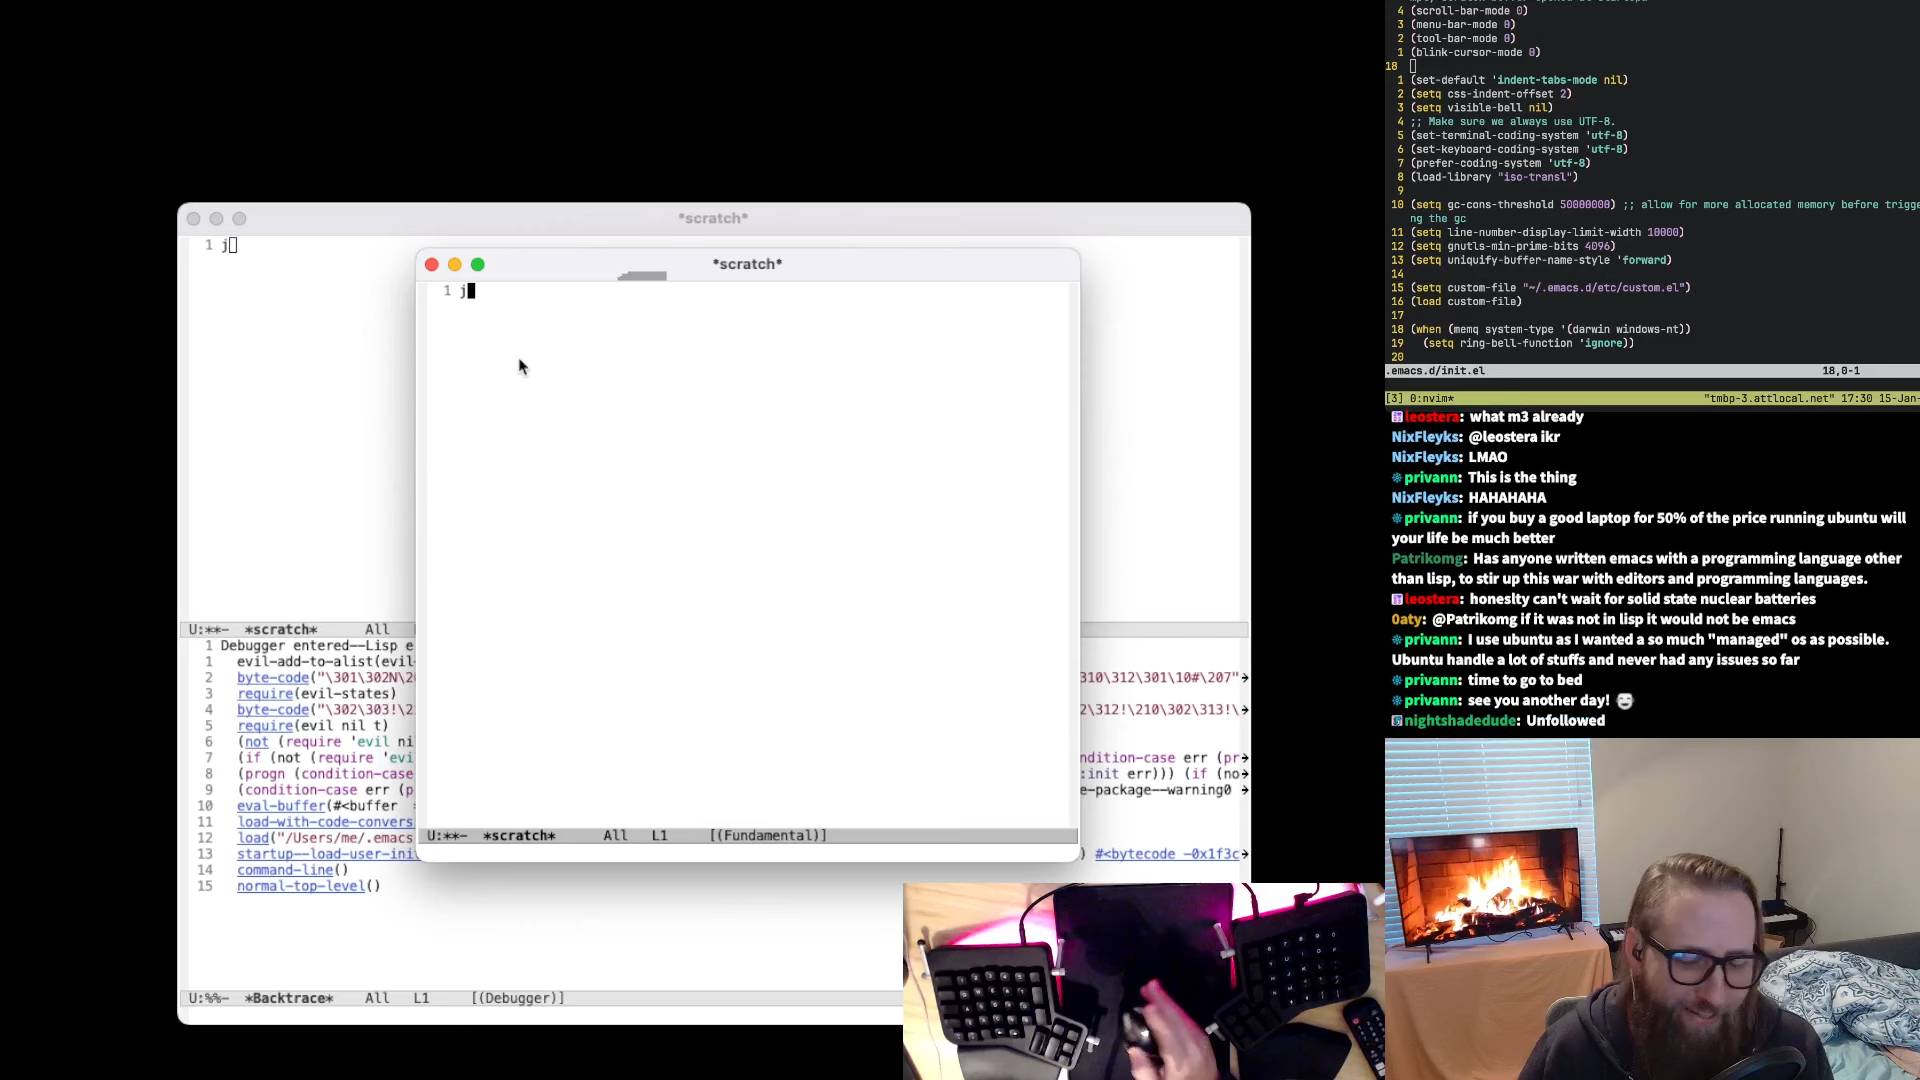 *scratch*
1 j
*scratch*
1 j
U:**-  *scratch*      All   L1     [(Fundamental)]
U:**-  *scratch*      All
1 Debugger entered--Lisp e
1   evil-add-to-alist(evil-
2   byte-code("\301\302N\20 310\312\301\10#\207"
3   require(evil-states)
4   byte-code("\302\303!\21 2\312!\210\302\313!\
5   require(evil nil t)
6   (not (require 'evil ni
7   (if (not (require 'evi ndition-case err (pr
8   (progn (condition-case :init err))) (if (no
9   (condition-case err (p e-package--warning0
10  eval-buffer(#<buffer
11  load-with-code-convers
12  load("/Users/me/.emacs
13  startup--load-user-ini ) #<bytecode -0x1f3c
14  command-line()
15  normal-top-level()
U:%%-  *Backtrace*    All   L1     [(Debugger)]
4 (scroll-bar-mode 0)
3 (menu-bar-mode 0)
2 (tool-bar-mode 0)
1 (blink-cursor-mode 0)
18
1 (set-default 'indent-tabs-mode nil)
2 (setq css-indent-offset 2)
3 (setq visible-bell nil)
4 ;; Make sure we always use UTF-8.
5 (set-terminal-coding-system 'utf-8)
6 (set-keyboard-coding-system 'utf-8)
7 (prefer-coding-system 'utf-8)
8 (load-library "iso-transl")
9
10 (setq gc-cons-threshold 50000000) ;; allow for more allocated memory before trigge
ng the gc
11 (setq line-number-display-limit-width 10000)
12 (setq gnutls-min-prime-bits 4096)
13 (setq uniquify-buffer-name-style 'forward)
14
15 (setq custom-file "~/.emacs.d/etc/custom.el")
16 (load custom-file)
17
18 (when (memq system-type '(darwin windows-nt))
19   (setq ring-bell-function 'ignore))
20
.emacs.d/init.el 18,0-1
[3] 0:nvim* "tmbp-3.attlocal.net" 17:30 15-Jan-
leostera: what m3 already
NixFleyks: @leostera ikr
NixFleyks: LMAO
privann: This is the thing
NixFleyks: HAHAHAHA
privann: if you buy a good laptop for 50% of the price running ubuntu will
your life be much better
Patrikomg: Has anyone written emacs with a programming language other
than lisp, to stir up this war with editors and programming languages.
leostera: honeslty can't wait for solid state nuclear batteries
0aty: @Patrikomg if it was not in lisp it would not be emacs
privann: I use ubuntu as I wanted a so much "managed" os as possible.
Ubuntu handle a lot of stuffs and never had any issues so far
privann: time to go to bed
privann: see you another day!
nightshadedude: Unfollowed